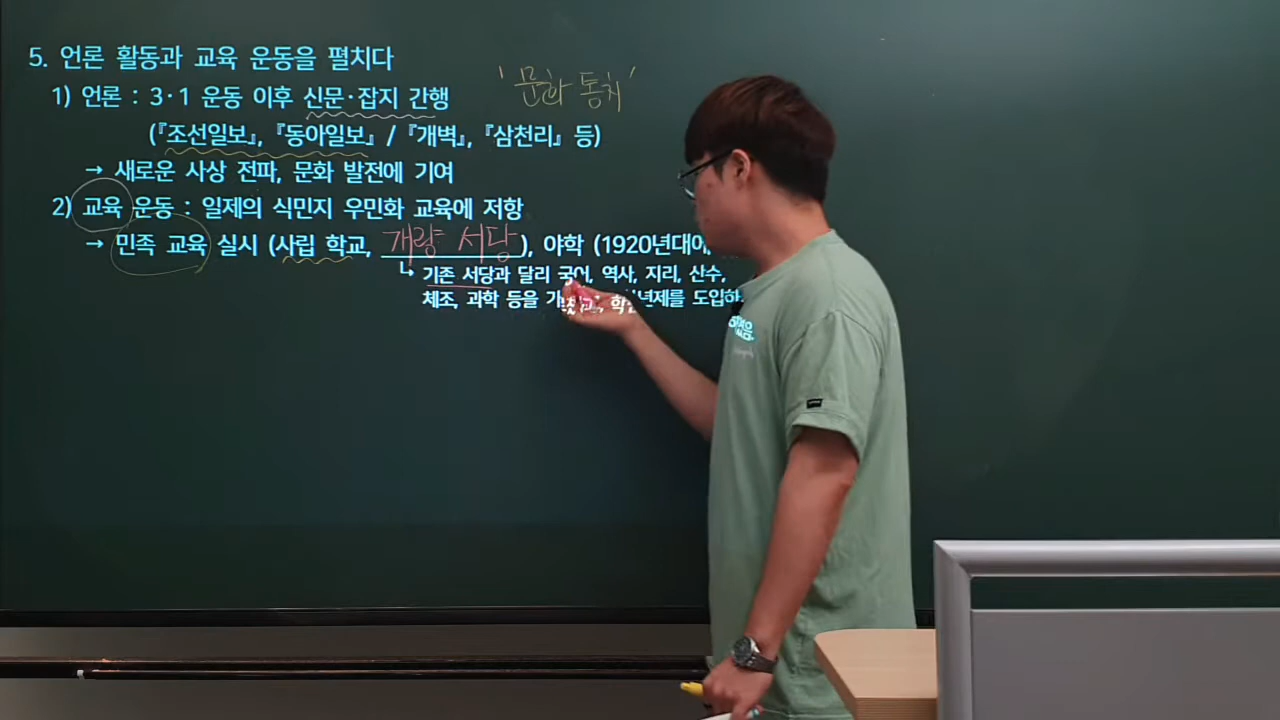 5. 언론 활동과 교육 운동을 펼치다
1) 언론 : 3·1 운동 이후 신문·잡지 간행
'문화 통치'
(『조선일보』, 『동아일보』 / 『개벽』, 『삼천리』 등)
→ 새로운 사상 전파, 문화 발전에 기여
2) 교육 운동 : 일제의 식민지 우민화 교육에 저항
→ 민족 교육 실시 (사립 학교, 개량 서당), 야학 (1920년대에
↳ 기존 서당과 달리 국어, 역사, 지리, 산수,
체조, 과학 등을 도입하